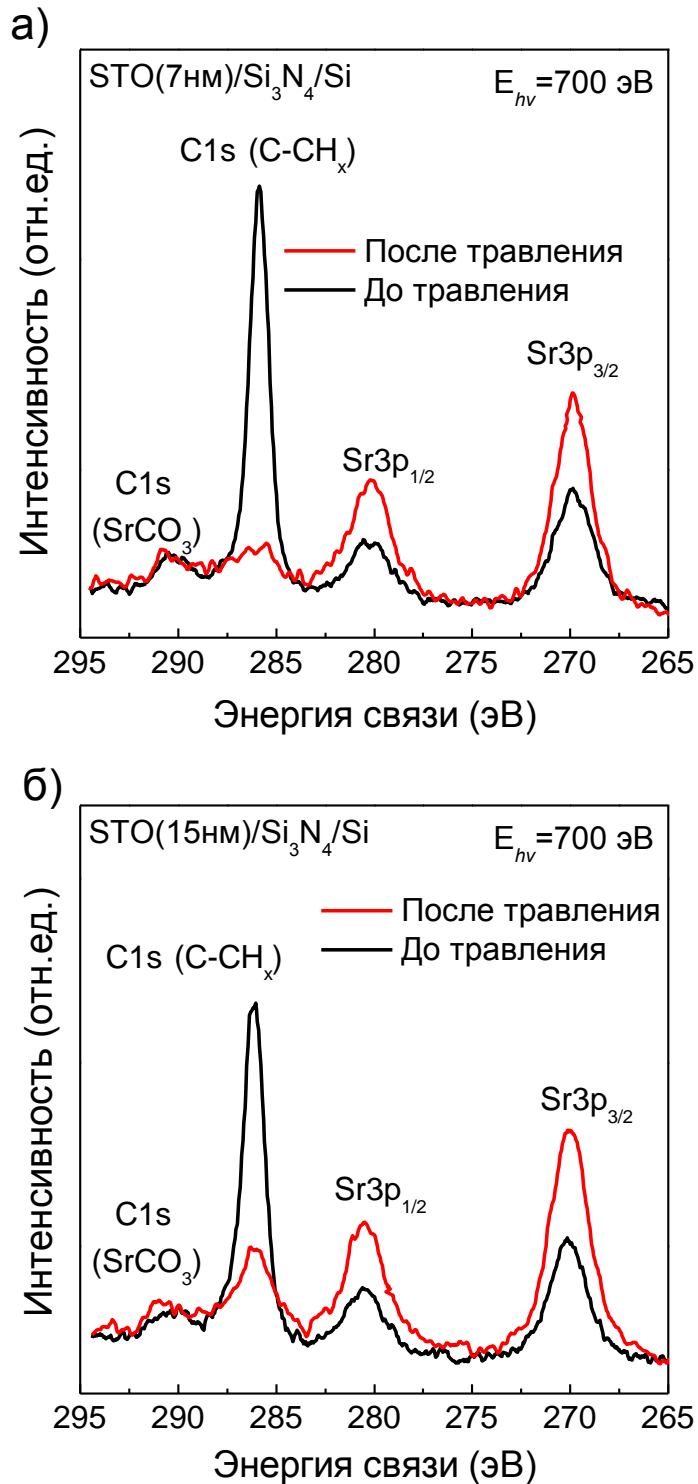 а)
STO(7нм)/Si₃N₄/Si
E_hv=700 эВ
C1s (C-CHₓ)
После травления
До травления
Sr3p₃/₂
Sr3p₁/₂
C1s
(SrCO₃)
Интенсивность (отн.ед.)
295 290 285 280 275 270 265
Энергия связи (эВ)
б)
STO(15нм)/Si₃N₄/Si
E_hv=700 эВ
После травления
До травления
C1s (C-CHₓ)
Sr3p₃/₂
Sr3p₁/₂
C1s
(SrCO₃)
Интенсивность (отн.ед.)
295 290 285 280 275 270 265
Энергия связи (эВ)